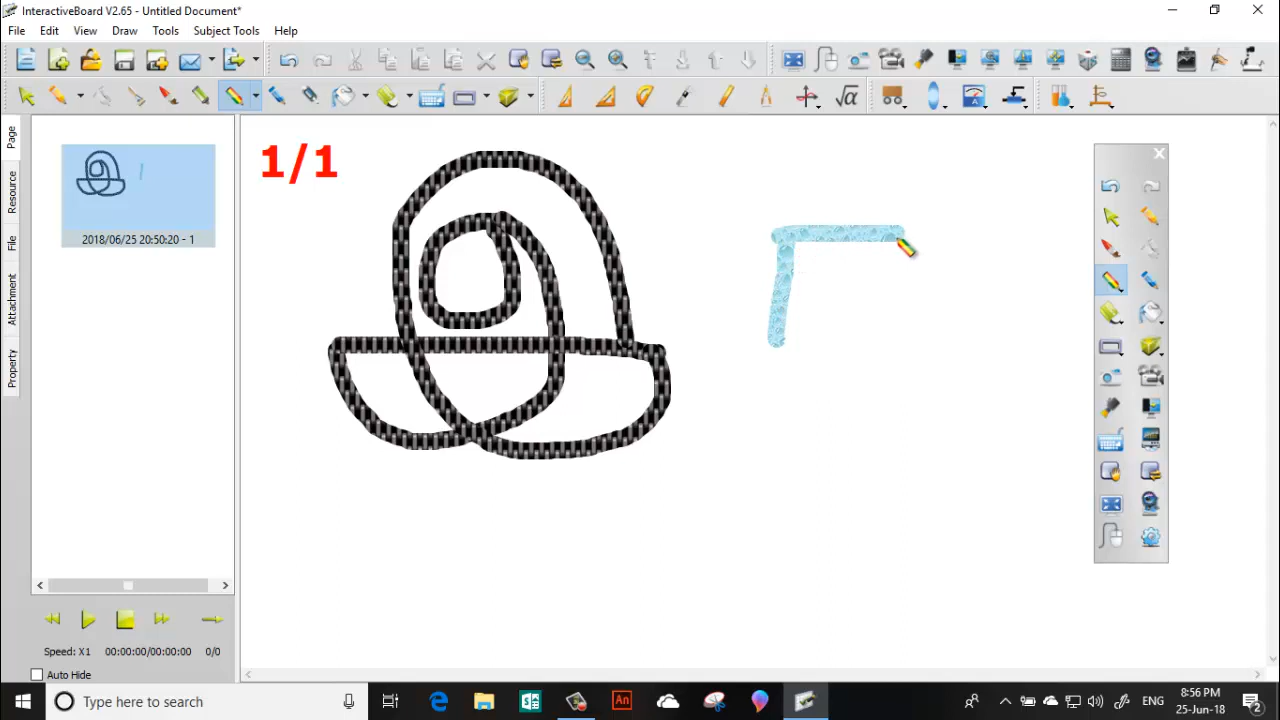 InteractiveBoard V2.65 - Untitled Document*
File Edit View Draw Tools Subject Tools Help
Page
Resource
File
Attachment
Property
1/1
2018/06/25 20:50:20 - 1
Speed: X1 00:00:00/00:00:00 0/0
Auto Hide
Type here to search
An
ENG
8:56 PM
25-Jun-18
2